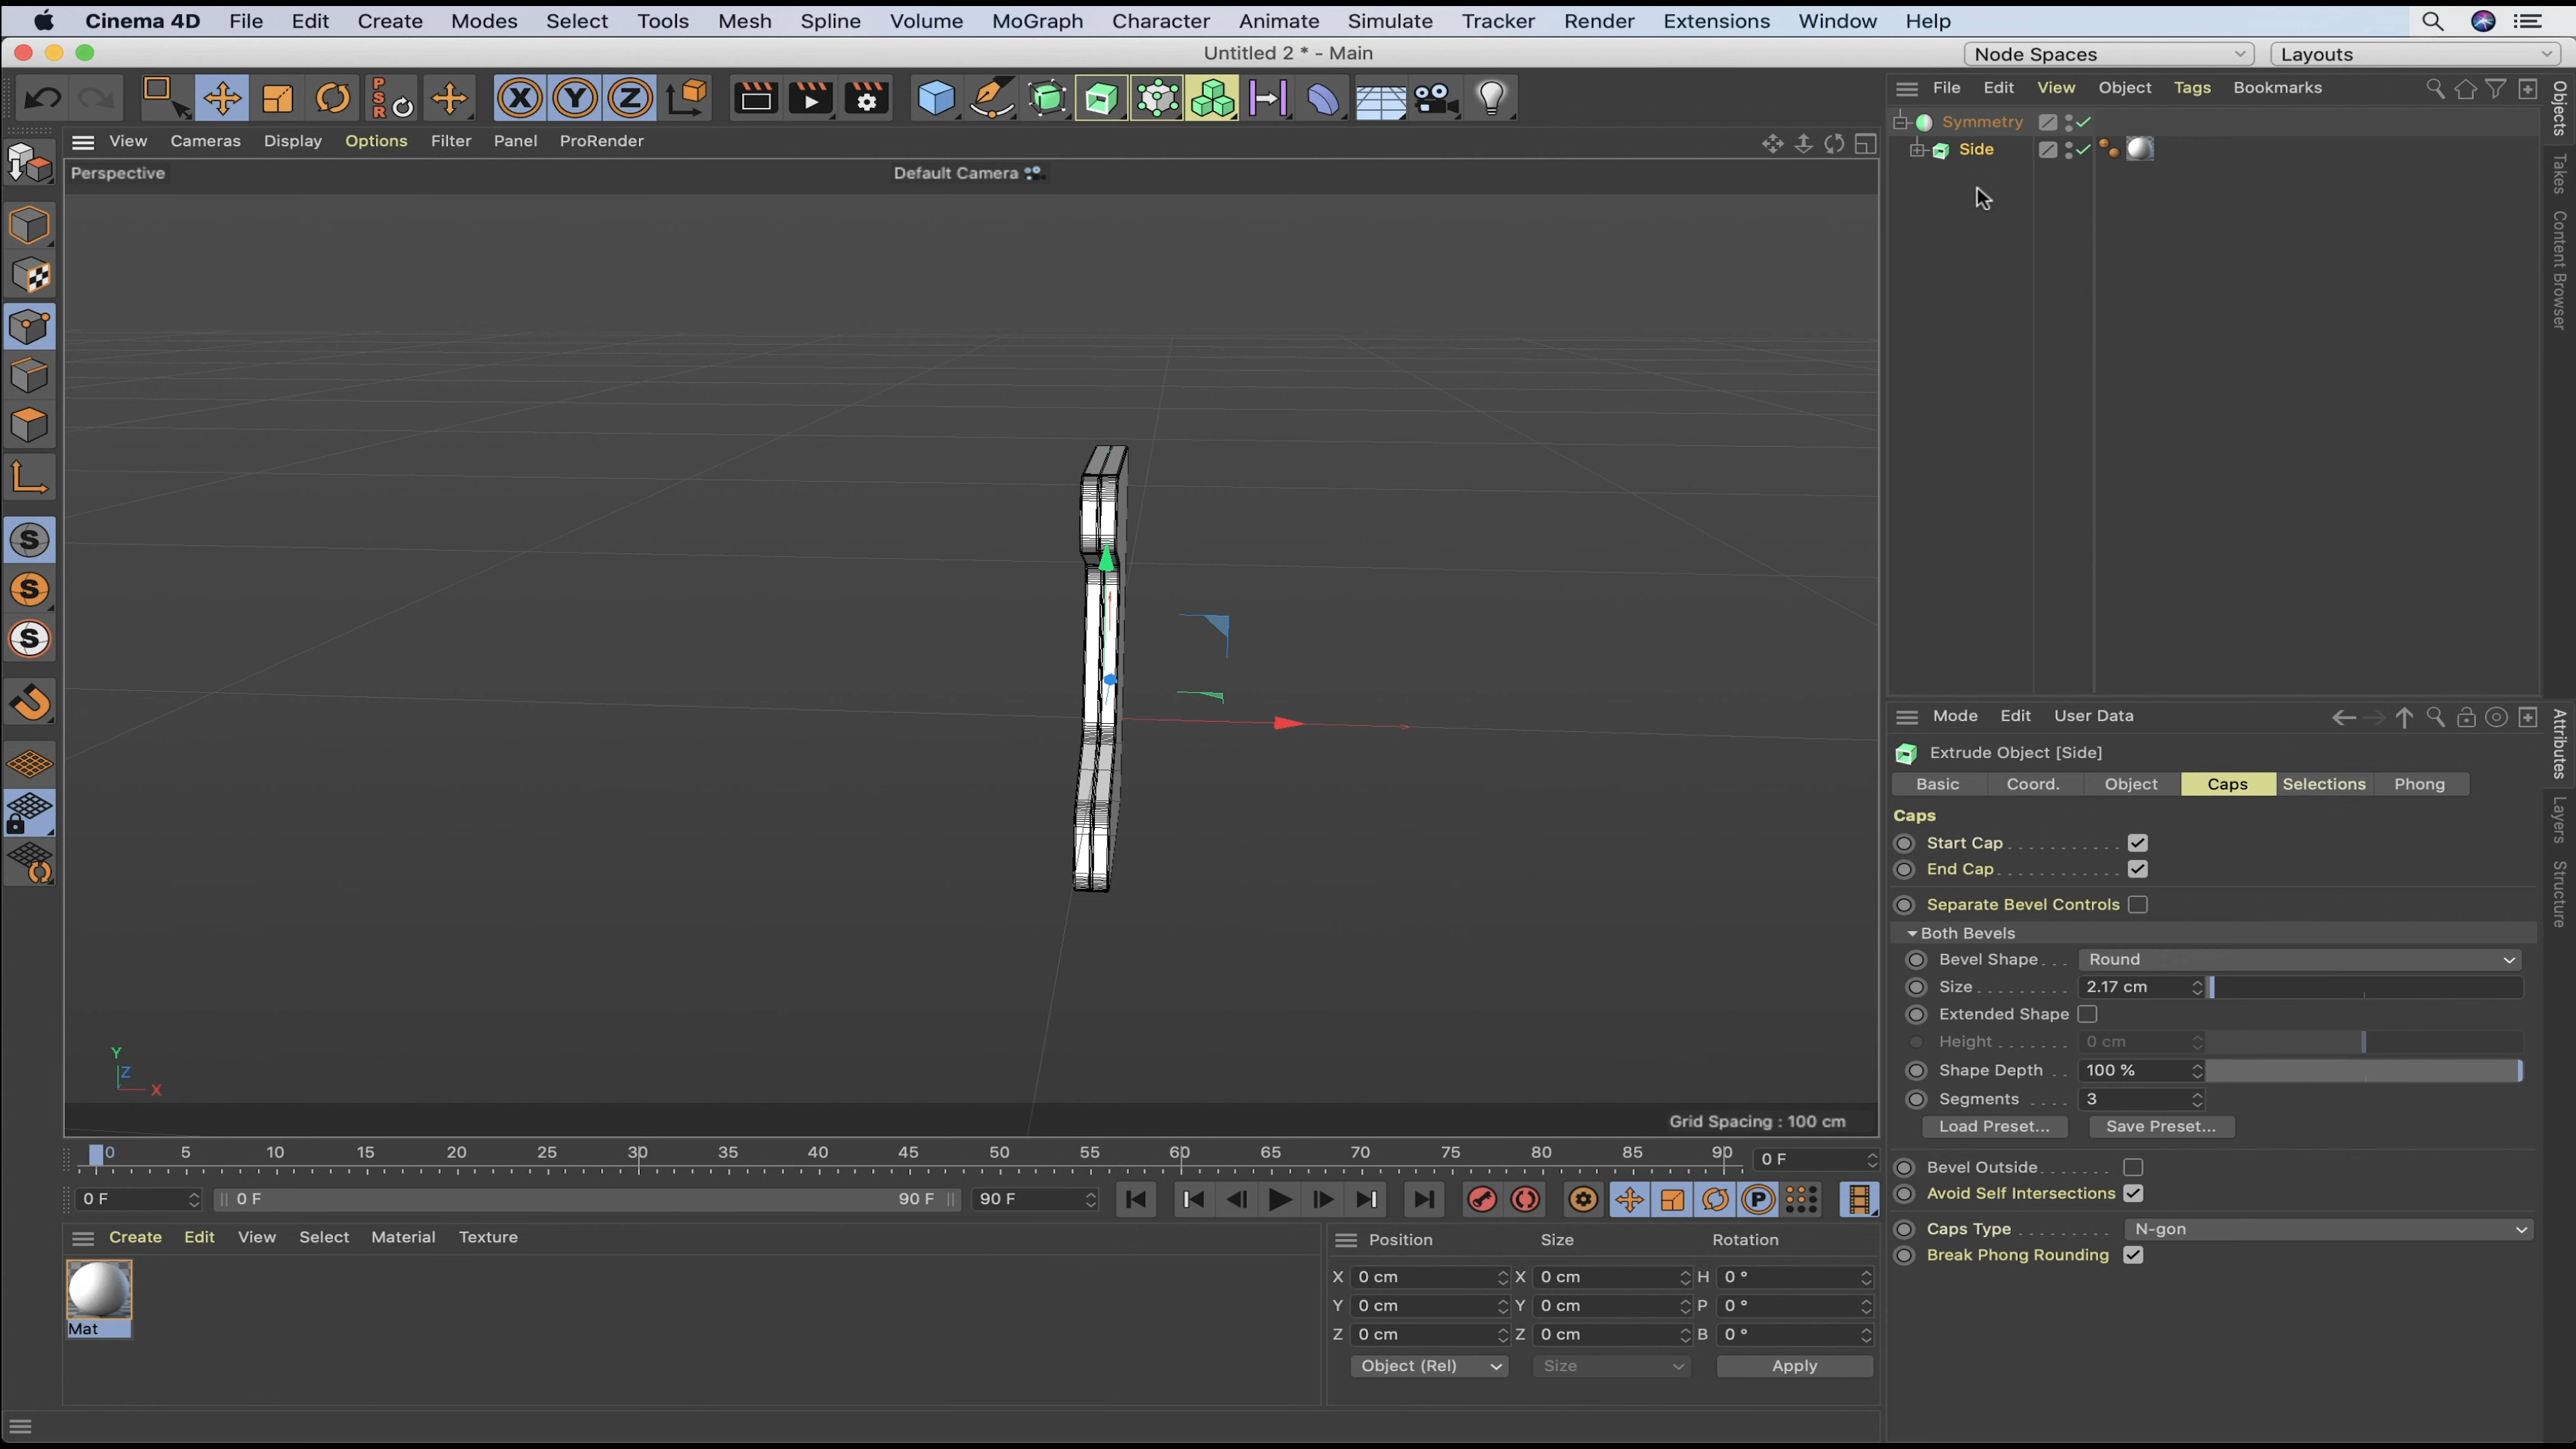 Cinema 4D File Edit Create Modes Select Tools Mesh Spline Volume MoGraph Character Animate Simulate Tracker Render Extensions Window Help
Untitled 2 * - Main
Node Spaces
Layouts
PSR
X Y Z
File Edit View Object Tags Bookmarks
View Cameras Display Options Filter Panel ProRender
Symmetry
Side
Objects
Takes
Content Browser
Perspective
Default Camera
S
S
S
Y
Z
X
Grid Spacing : 100 cm
Mode Edit User Data
Extrude Object [Side]
Basic Coord. Object Caps Selections Phong
Caps
Start Cap
End Cap
Separate Bevel Controls
Both Bevels
Bevel Shape Round
Size 2.17 cm
Extended Shape
Height 0 cm
Shape Depth 100 %
Segments 3
Load Preset... Save Preset...
Bevel Outside
Avoid Self Intersections
Caps Type N-gon
Break Phong Rounding
Attributes
Layers
Structure
0 5 10 15 20 25 30 35 40 45 50 55 60 65 70 75 80 85 90 0 F
0 F 0 F 90 F 90 F
P
Create Edit View Select Material Texture
Mat
Position Size Rotation
X 0 cm X 0 cm H 0 °
Y 0 cm Y 0 cm P 0 °
Z 0 cm Z 0 cm B 0 °
Object (Rel) Size Apply